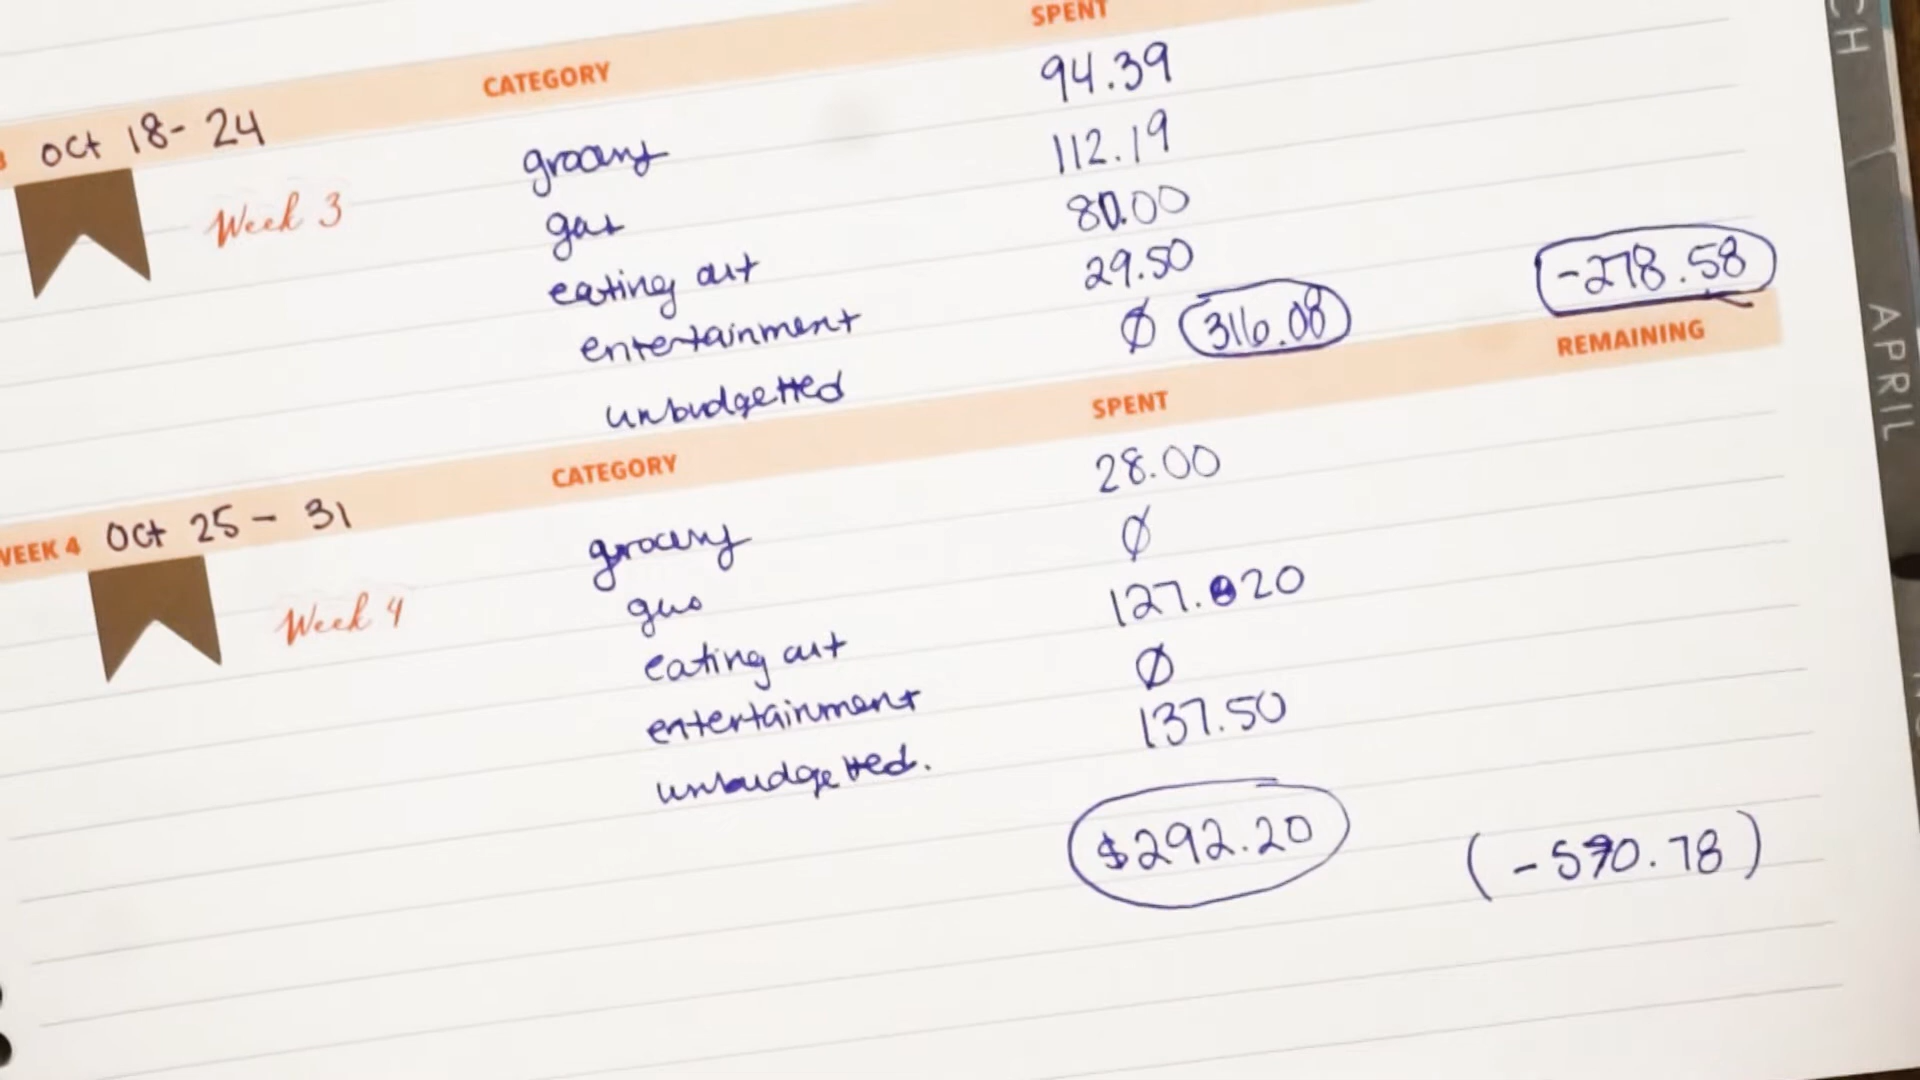 SPENT
CATEGORY
Oct 18 - 24
Week 3
grocery 94.39
gas 112.19
eating out 80.00
entertainment 29.50
unbudgetted Ø 316.08 -278.58
WEEK 4 Oct 25 - 31 CATEGORY SPENT REMAINING
Week 4
grocery 28.00
gas Ø
eating out 127.20
entertainment Ø
unbudgetted. 137.50
$292.20 (-590.78)
CH
APRIL